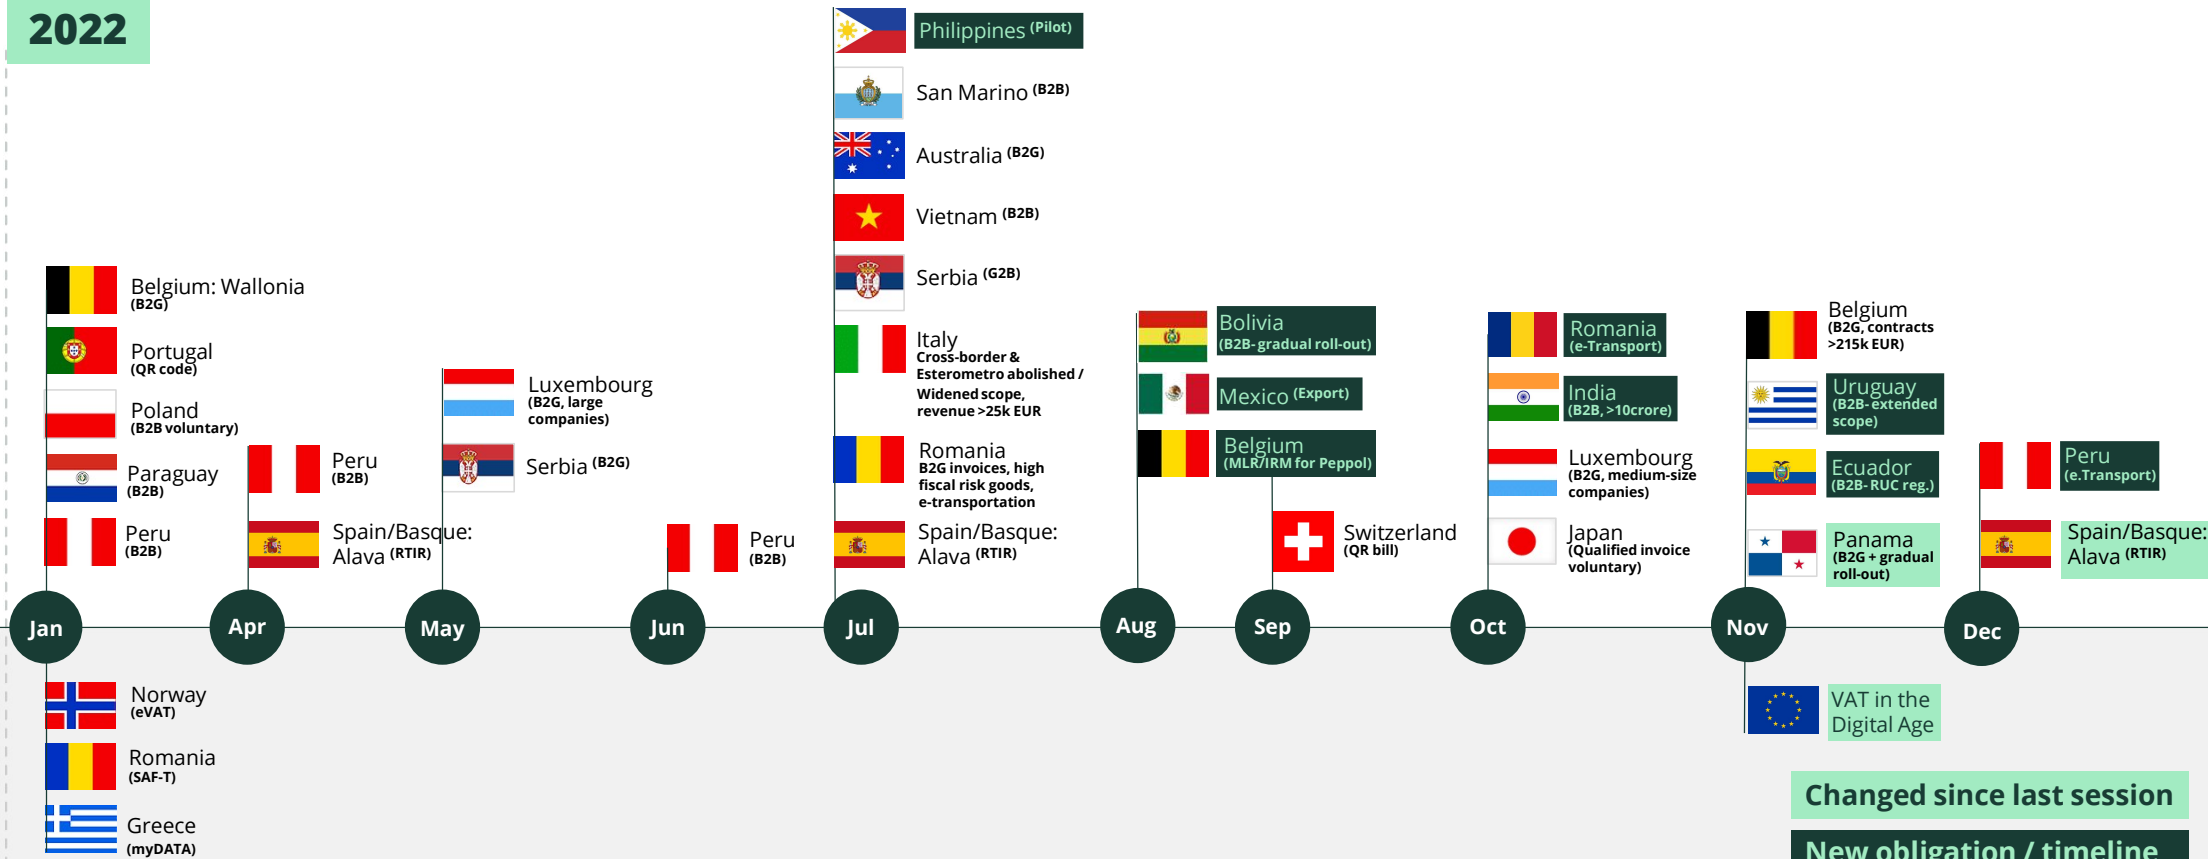 2022
Belgium: Wallonia
(B2G)
Portugal
(QR code)
Poland
(B2B voluntary)
Paraguay
(B2B)
Peru
(B2B)
Peru
(B2B)
Spain/Basque:
Alava (RTIR)
Luxembourg
(B2G, large
companies)
Serbia (B2G)
Peru
(B2B)
Philippines (Pilot)
San Marino (B2B)
Australia (B2G)
Vietnam (B2B)
Serbia (G2B)
Italy
Cross-border &
Esterometro abolished /
Widened scope,
revenue >25k EUR
Romania
B2G invoices, high
fiscal risk goods,
e-transportation
Spain/Basque:
Alava (RTIR)
Bolivia
(B2B- gradual roll-out)
Mexico (Export)
Belgium
(MLR/IRM for Peppol)
Switzerland
(QR bill)
Romania
(e-Transport)
India
(B2B, >10crore)
Luxembourg
(B2G, medium-size
companies)
Japan
(Qualified invoice
voluntary)
Belgium
(B2G, contracts
>215k EUR)
Uruguay
(B2B- extended
scope)
Ecuador
(B2B- RUC reg.)
Panama
(B2G + gradual
roll-out)
Peru
(e.Transport)
Spain/Basque:
Alava (RTIR)
Jan
Apr
May
Jun
Jul
Aug
Sep
Oct
Nov
Dec
Norway
(eVAT)
Romania
(SAF-T)
Greece
(myDATA)
VAT in the
Digital Age
Changed since last session
New obligation / timeline